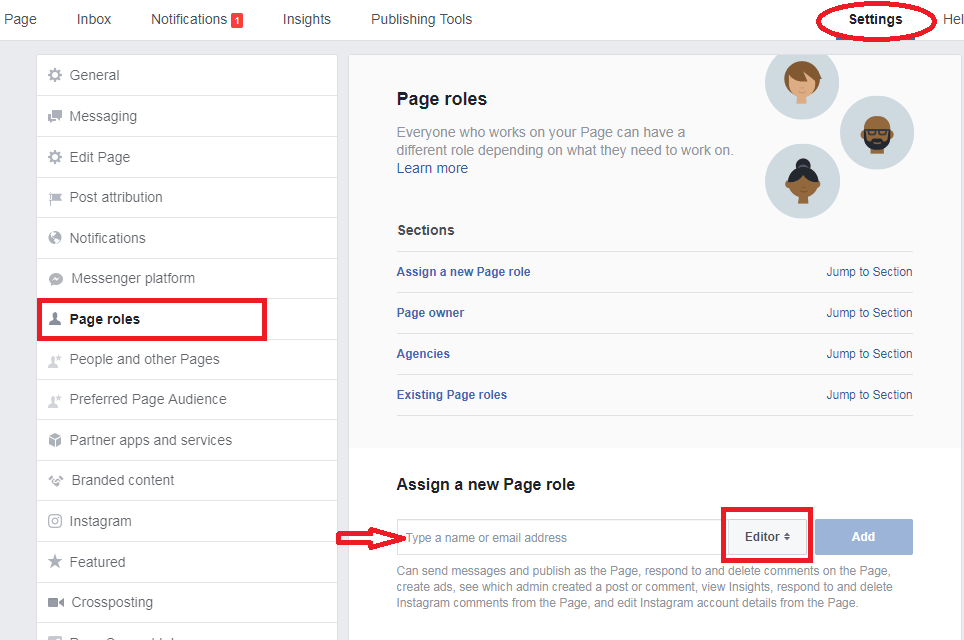 Page Inbox Notifications 1 Insights Publishing Tools Settings Hel
General
Messaging
Edit Page
Post attribution
Notifications
Messenger platform
Page roles
People and other Pages
Preferred Page Audience
Partner apps and services
Branded content
Instagram
Featured
Crossposting
Page roles
Everyone who works on your Page can have a
different role depending on what they need to work on.
Learn more
Sections
Assign a new Page role Jump to Section
Page owner Jump to Section
Agencies Jump to Section
Existing Page roles Jump to Section
Assign a new Page role
Type a name or email address Editor Add
Can send messages and publish as the Page, respond to and delete comments on the Page,
create ads, see which admin created a post or comment, view Insights, respond to and delete
Instagram comments from the Page, and edit Instagram account details from the Page.